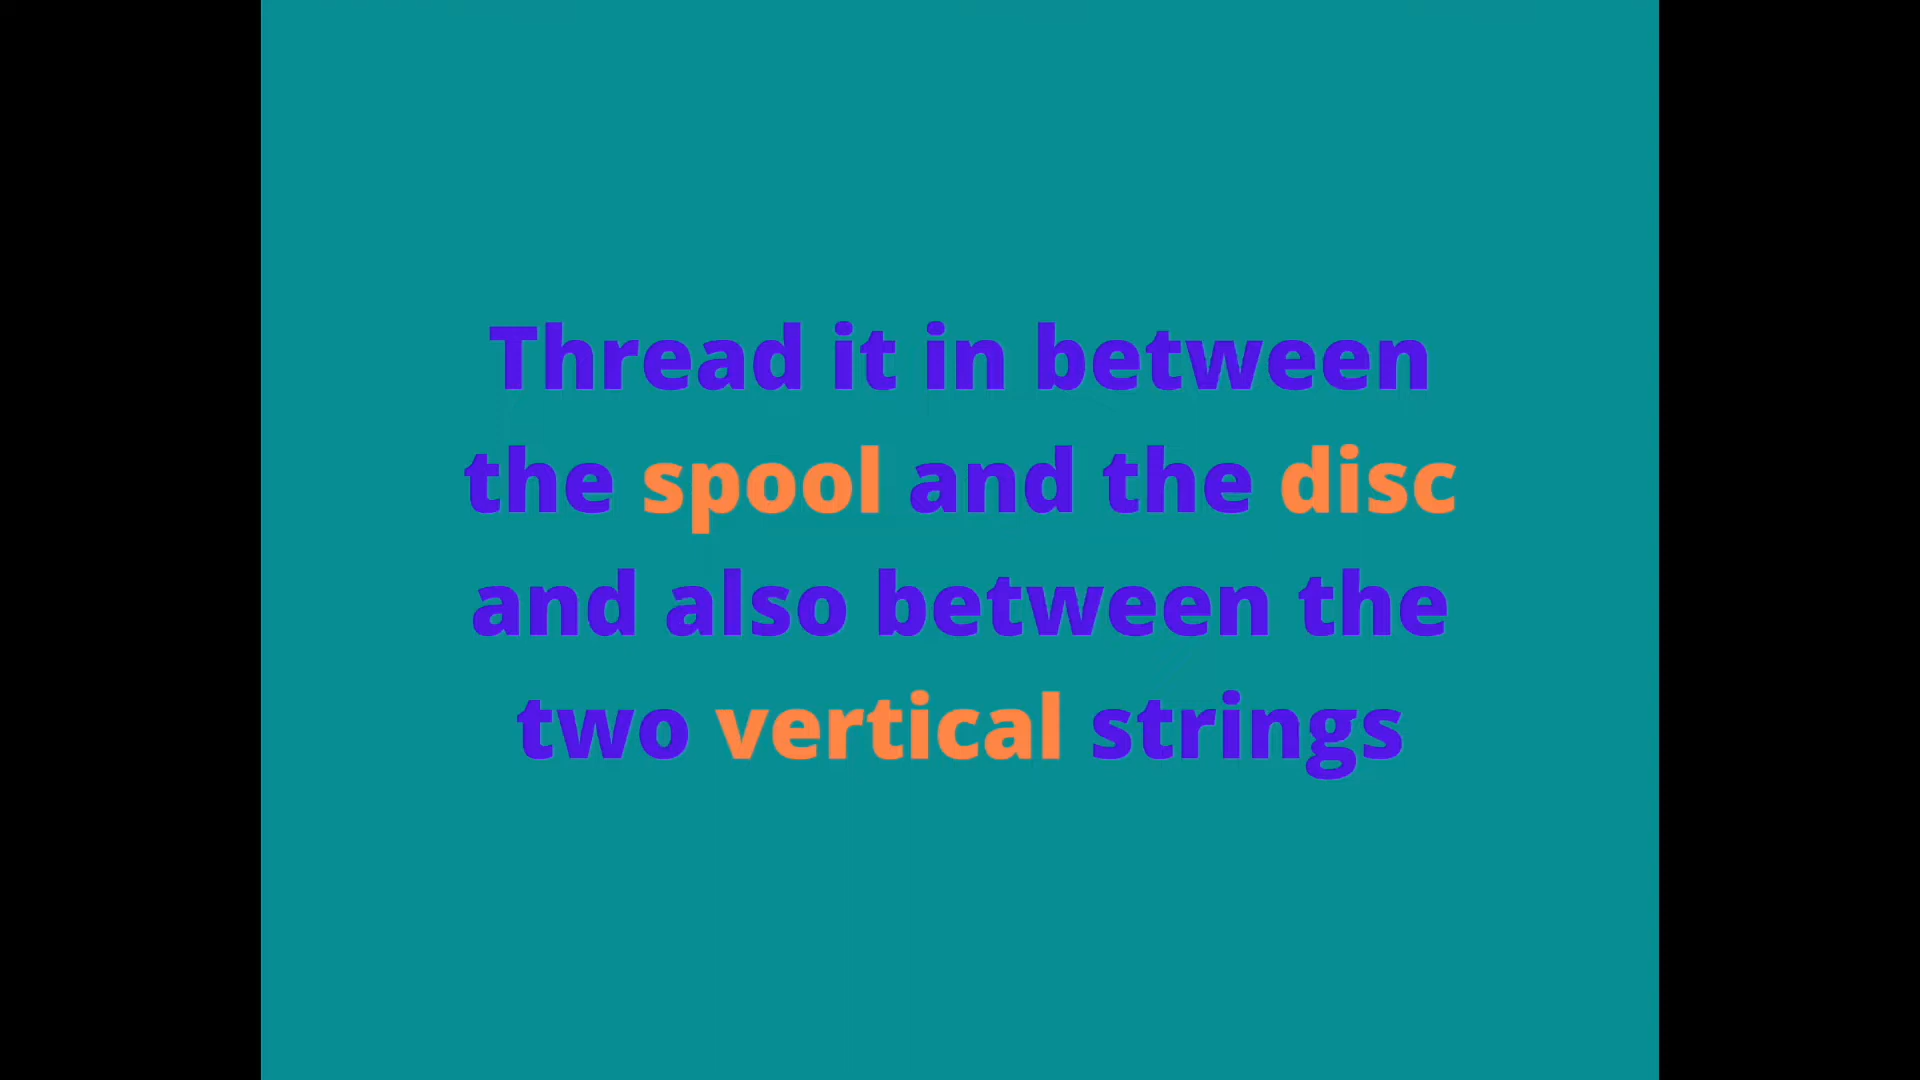 Thread it in between
the spool and the disc
and also between the
two vertical strings